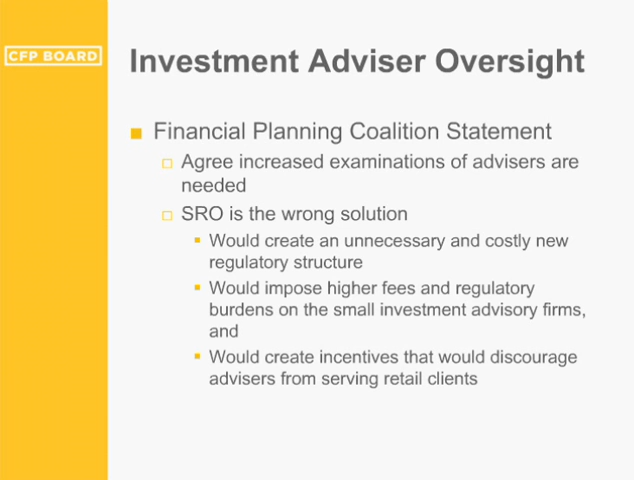 CFP BOARD
Investment Adviser Oversight
Financial Planning Coalition Statement
Agree increased examinations of advisers are
needed
SRO is the wrong solution
Would create an unnecessary and costly new
regulatory structure
Would impose higher fees and regulatory
burdens on the small investment advisory firms,
and
Would create incentives that would discourage
advisers from serving retail clients